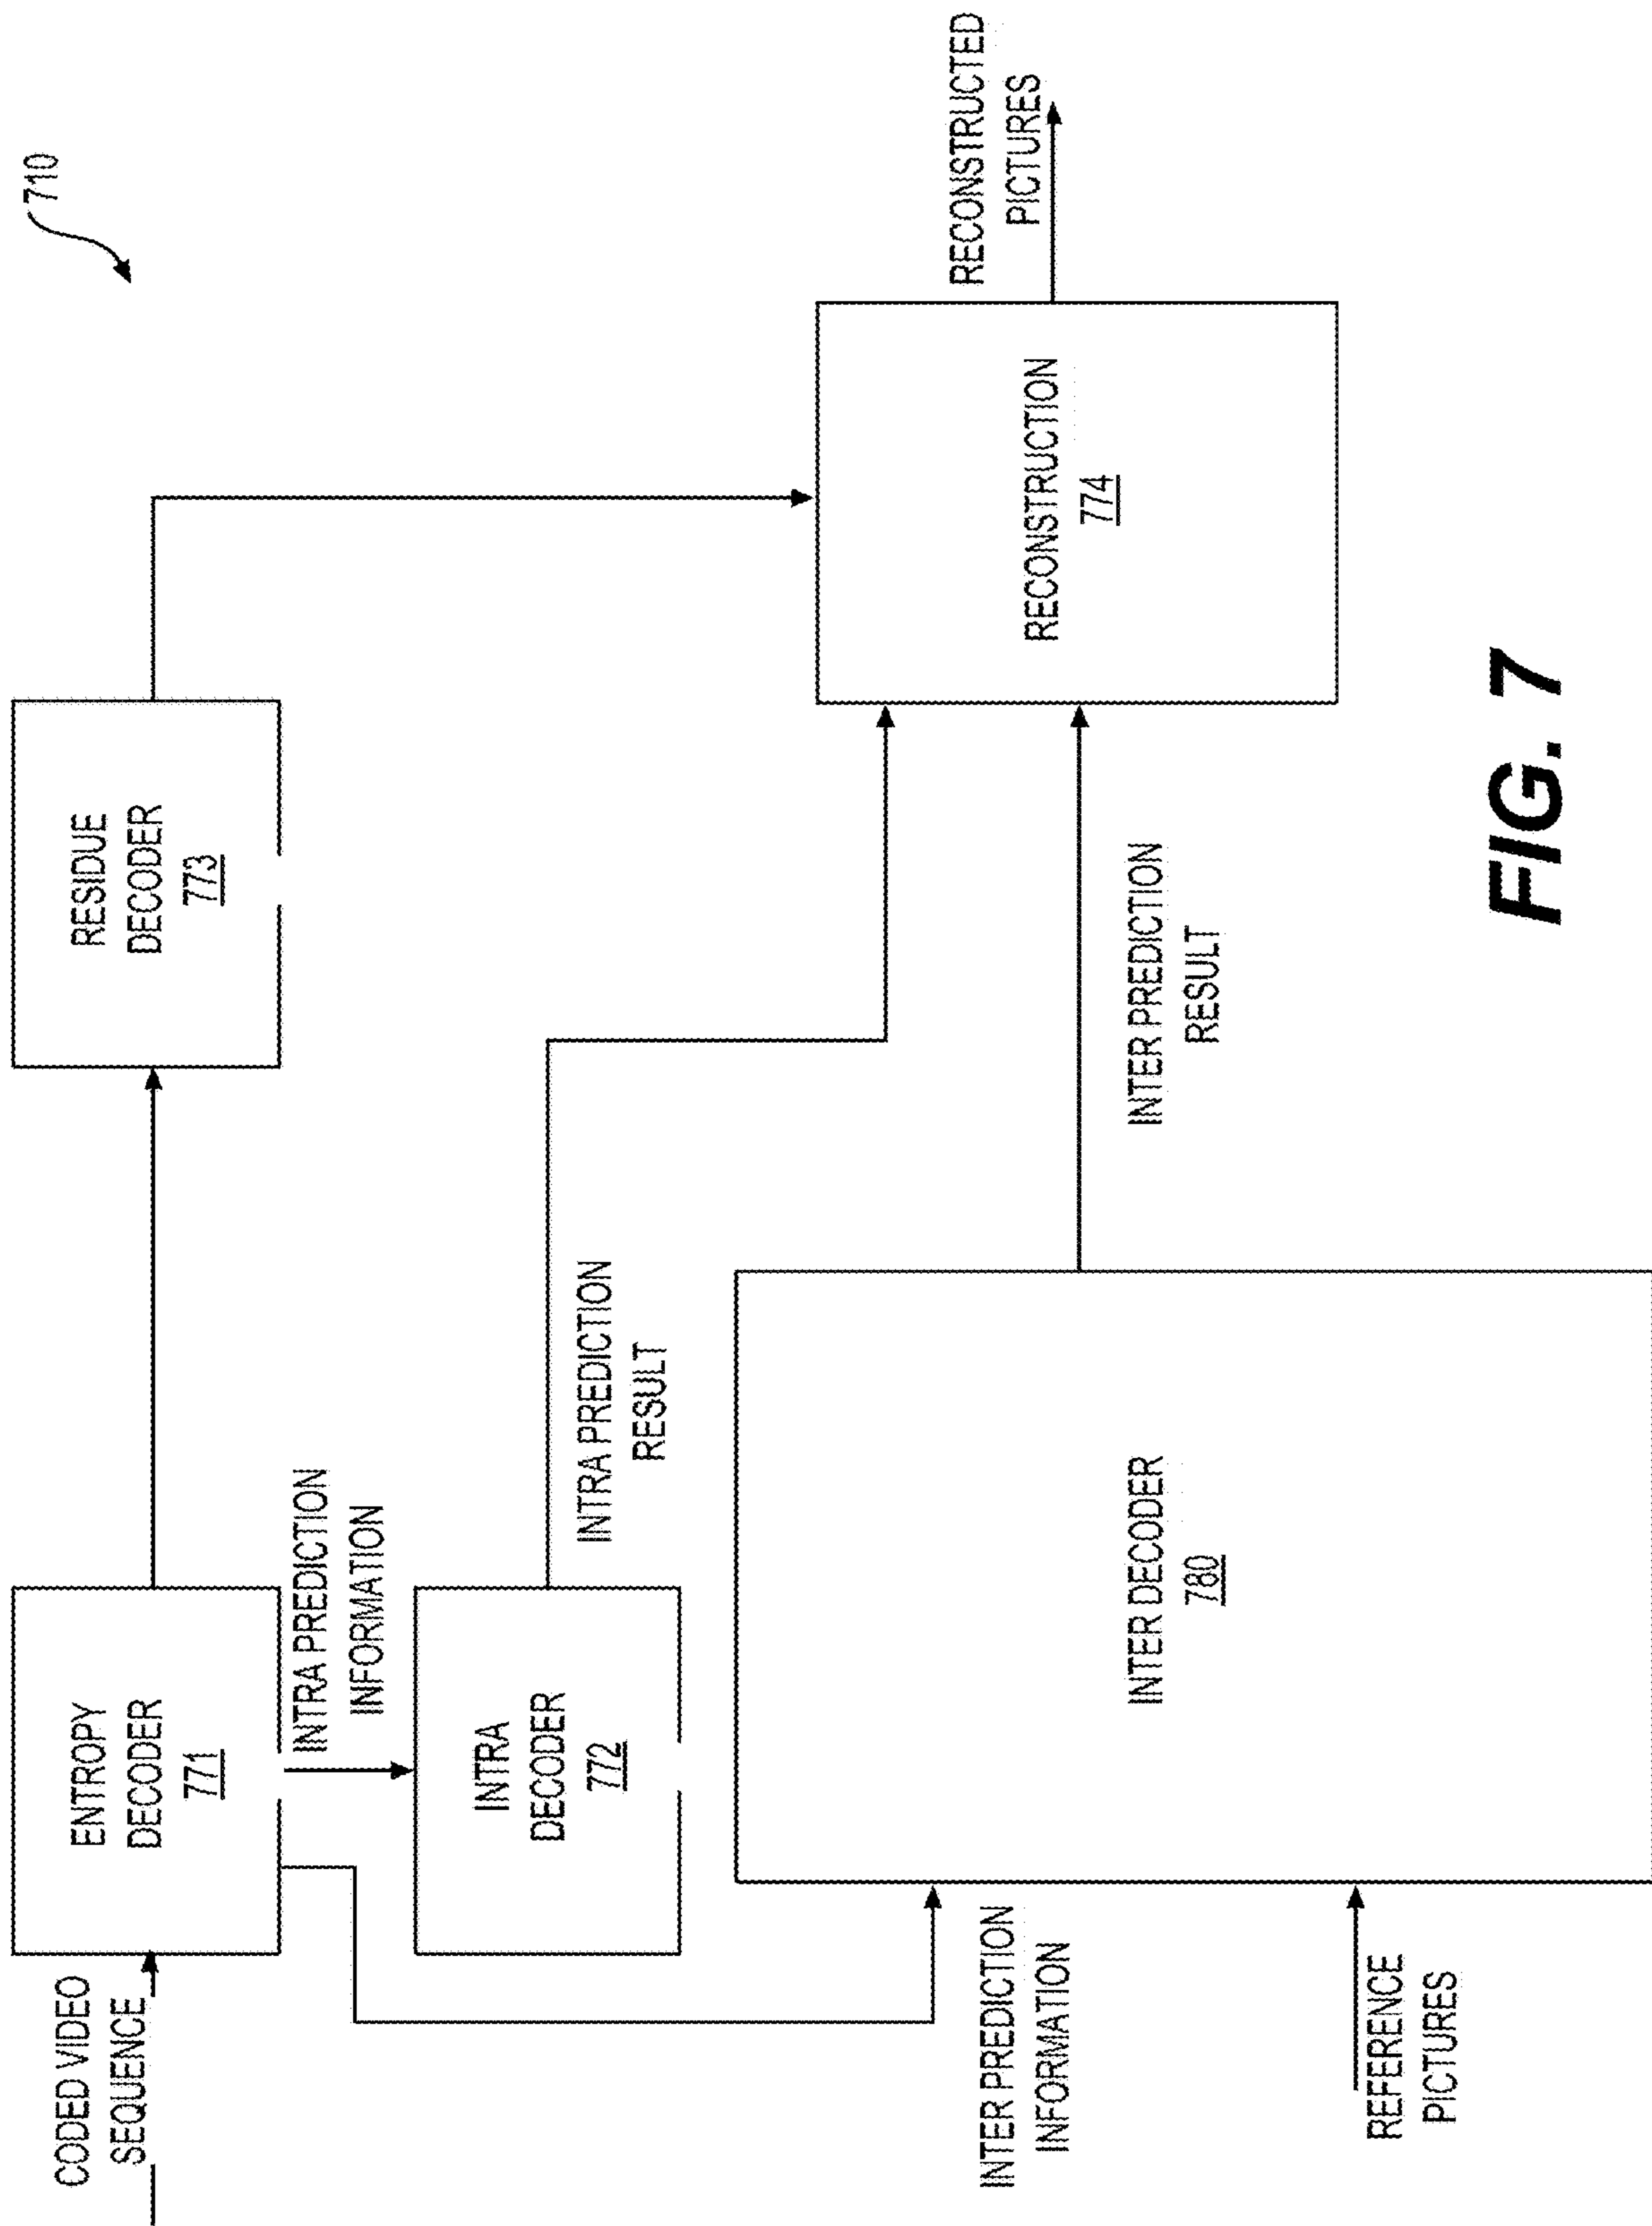 710
CODED VIDEO
SEQUENCE
ENTROPY
DECODER
771
RESIDUE
DECODER
773
INTRA PREDICTION
INFORMATION
INTRA
DECODER
772
INTRA PREDICTION
RESULT
RECONSTRUCTED
PICTURES
RECONSTRUCTION
774
INTER PREDICTION
INFORMATION
INTER DECODER
780
INTER PREDICTION
RESULT
REFERENCE
PICTURES
FIG. 7